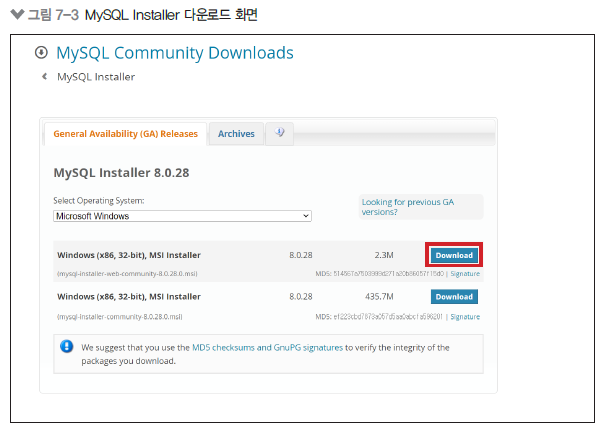 그림 7-3 MySQL Installer 다운로드 화면
MySQL Community Downloads
MySQL Installer
General Availability (GA) Releases Archives
MySQL Installer 8.0.28
Select Operating System:
Looking for previous GA versions?
Microsoft Windows
Windows (x86, 32-bit), MSI Installer 8.0.28 2.3M Download
(mysql-installer-web-community-8.0.28.0.msi) MD5: | Signature
Windows (x86, 32-bit), MSI Installer 8.0.28 435.7M Download
(mysql-installer-community-8.0.28.0.msi) MD5: | Signature
We suggest that you use the MD5 checksums and GnuPG signatures to verify the integrity of the
packages you download.